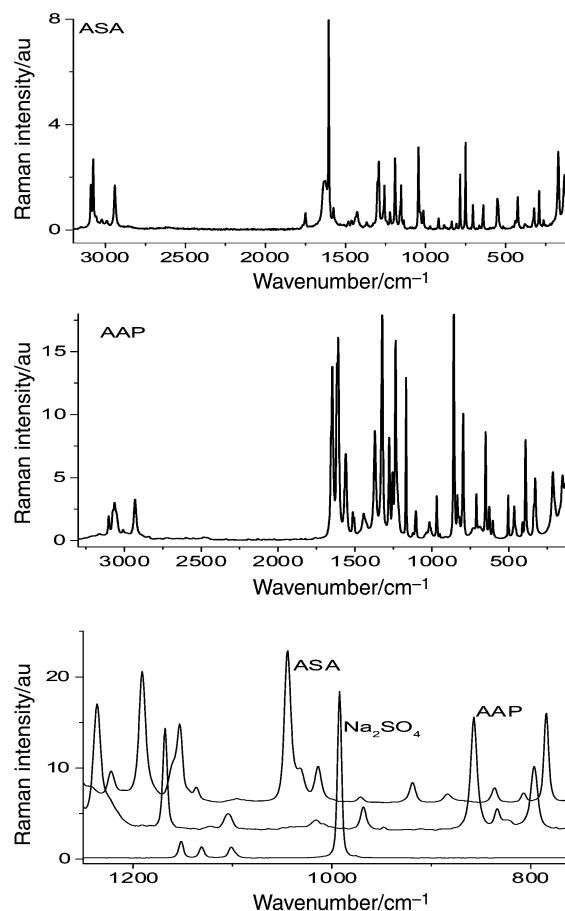 ASA
Raman intensity/au
8
4
0
3000 2500 2000 1500 1000 500
Wavenumber/cm⁻¹
AAP
Raman intensity/au
15
10
5
0
3000 2500 2000 1500 1000 500
Wavenumber/cm⁻¹
Raman intensity/au
20
10
0
ASA
Na₂SO₄
AAP
1200 1000 800
Wavenumber/cm⁻¹